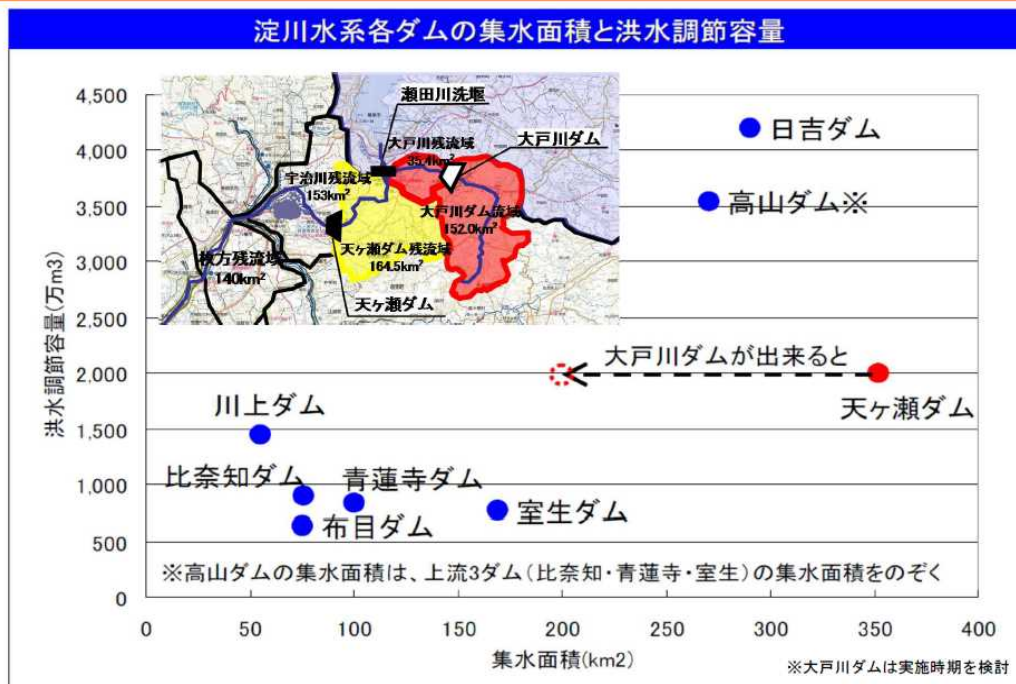 淀川水系各ダムの集水面積と洪水調節容量
洪水調節容量(万m3)
4,500
4,000
3,500
3,000
2,500
2,000
1,500
1,000
500
0
瀬田川洗堰
大戸川残流域
35.4km²
大戸川ダム
宇治川残流域
153km²
大戸川ダム流域
152.0km²
天ヶ瀬ダム残流域
164.5km²
枚方残流域
140km²
天ヶ瀬ダム
日吉ダム
高山ダム※
大戸川ダムが出来ると
天ヶ瀬ダム
川上ダム
比奈知ダム
青蓮寺ダム
布目ダム
室生ダム
※高山ダムの集水面積は、上流3ダム(比奈知・青蓮寺・室生)の集水面積をのぞく
0 50 100 150 200 250 300 350 400
集水面積(km2)
※大戸川ダムは実施時期を検討